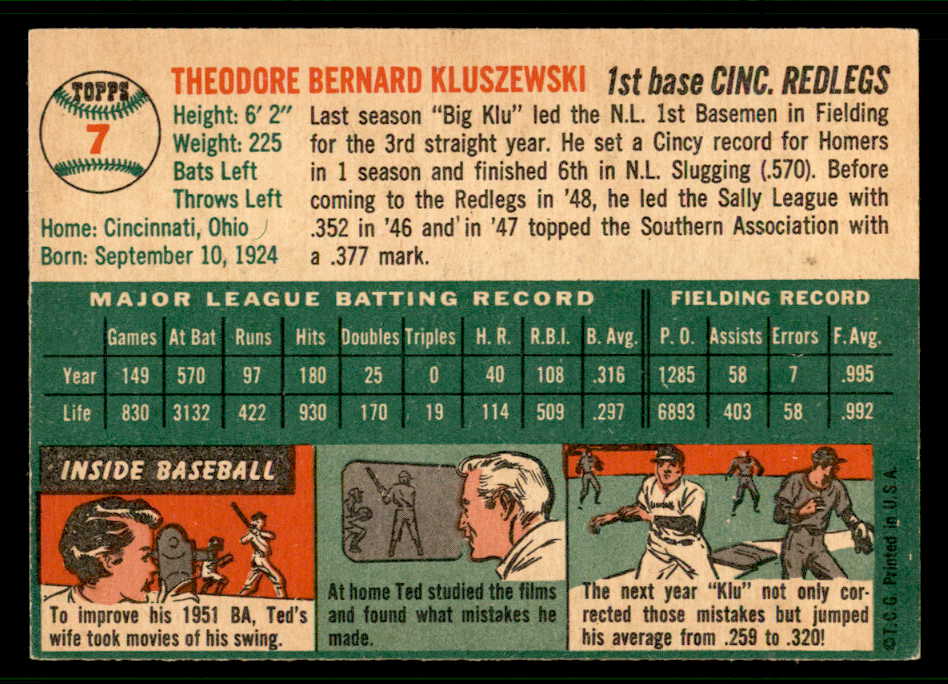 TOPPS
7
THEODORE BERNARD KLUSZEWSKI 1st base CINC. REDLEGS
Height: 6' 2"
Weight: 225
Bats Left
Throws Left
Home: Cincinnati, Ohio
Born: September 10, 1924
Last season "Big Klu" led the N.L. 1st Basemen in Fielding
for the 3rd straight year. He set a Cincy record for Homers
in 1 season and finished 6th in N.L. Slugging (.570). Before
coming to the Redlegs in '48, he led the Sally League with
.352 in '46 and in '47 topped the Southern Association with
a .377 mark.
MAJOR LEAGUE BATTING RECORD FIELDING RECORD
Games At Bat Runs Hits Doubles Triples H. R. R.B.I. B. Avg. P. O. Assists Errors F. Avg.
Year 149 570 97 180 25 0 40 108 .316 1285 58 7 .995
Life 830 3132 422 930 170 19 114 509 .297 6893 403 58 .992
INSIDE BASEBALL
To improve his 1951 BA, Ted's
wife took movies of his swing.
At home Ted studied the films
and found what mistakes he
made.
The next year "Klu" not only cor-
rected those mistakes but jumped
his average from .259 to .320!
©T.C.G. Printed in U.S.A.